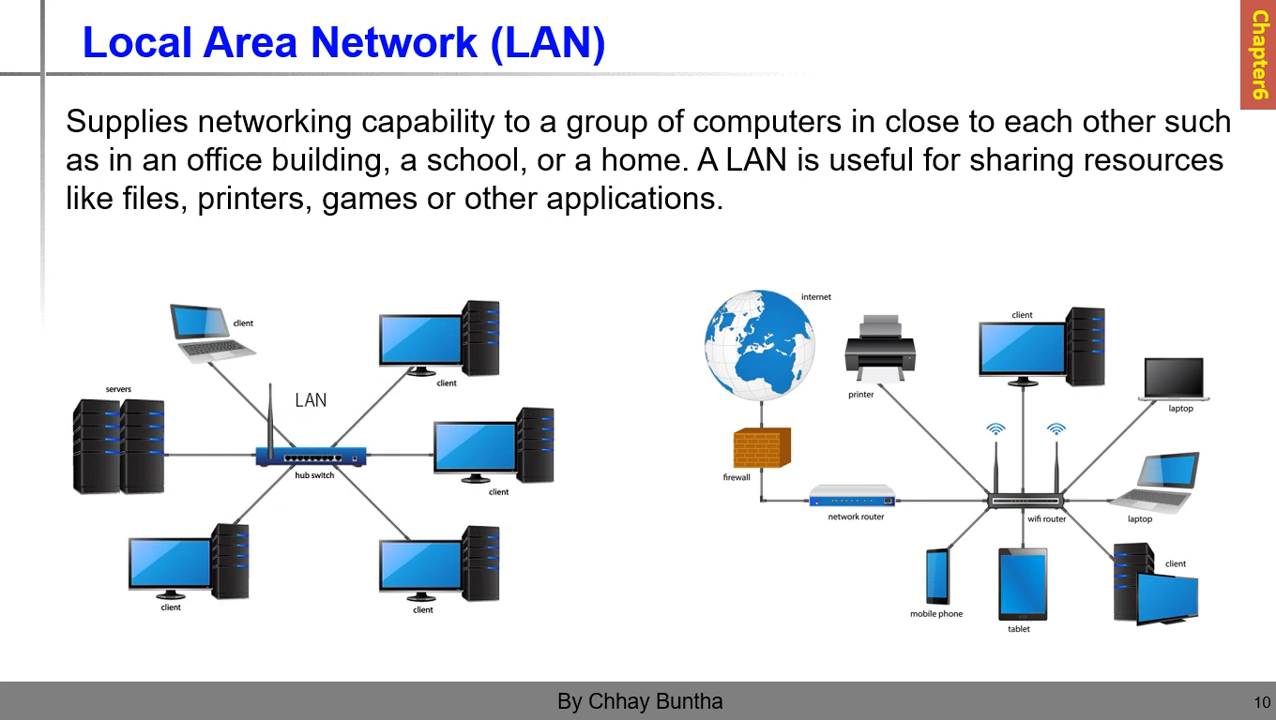 Local Area Network (LAN)
Chapter6
Supplies networking capability to a group of computers in close to each other such
as in an office building, a school, or a home. A LAN is useful for sharing resources
like files, printers, games or other applications.
client
client
servers
LAN
hub switch
client
client
client
internet
printer
client
laptop
firewall
network router
wifi router
laptop
mobile phone
tablet
client
By Chhay Buntha
10